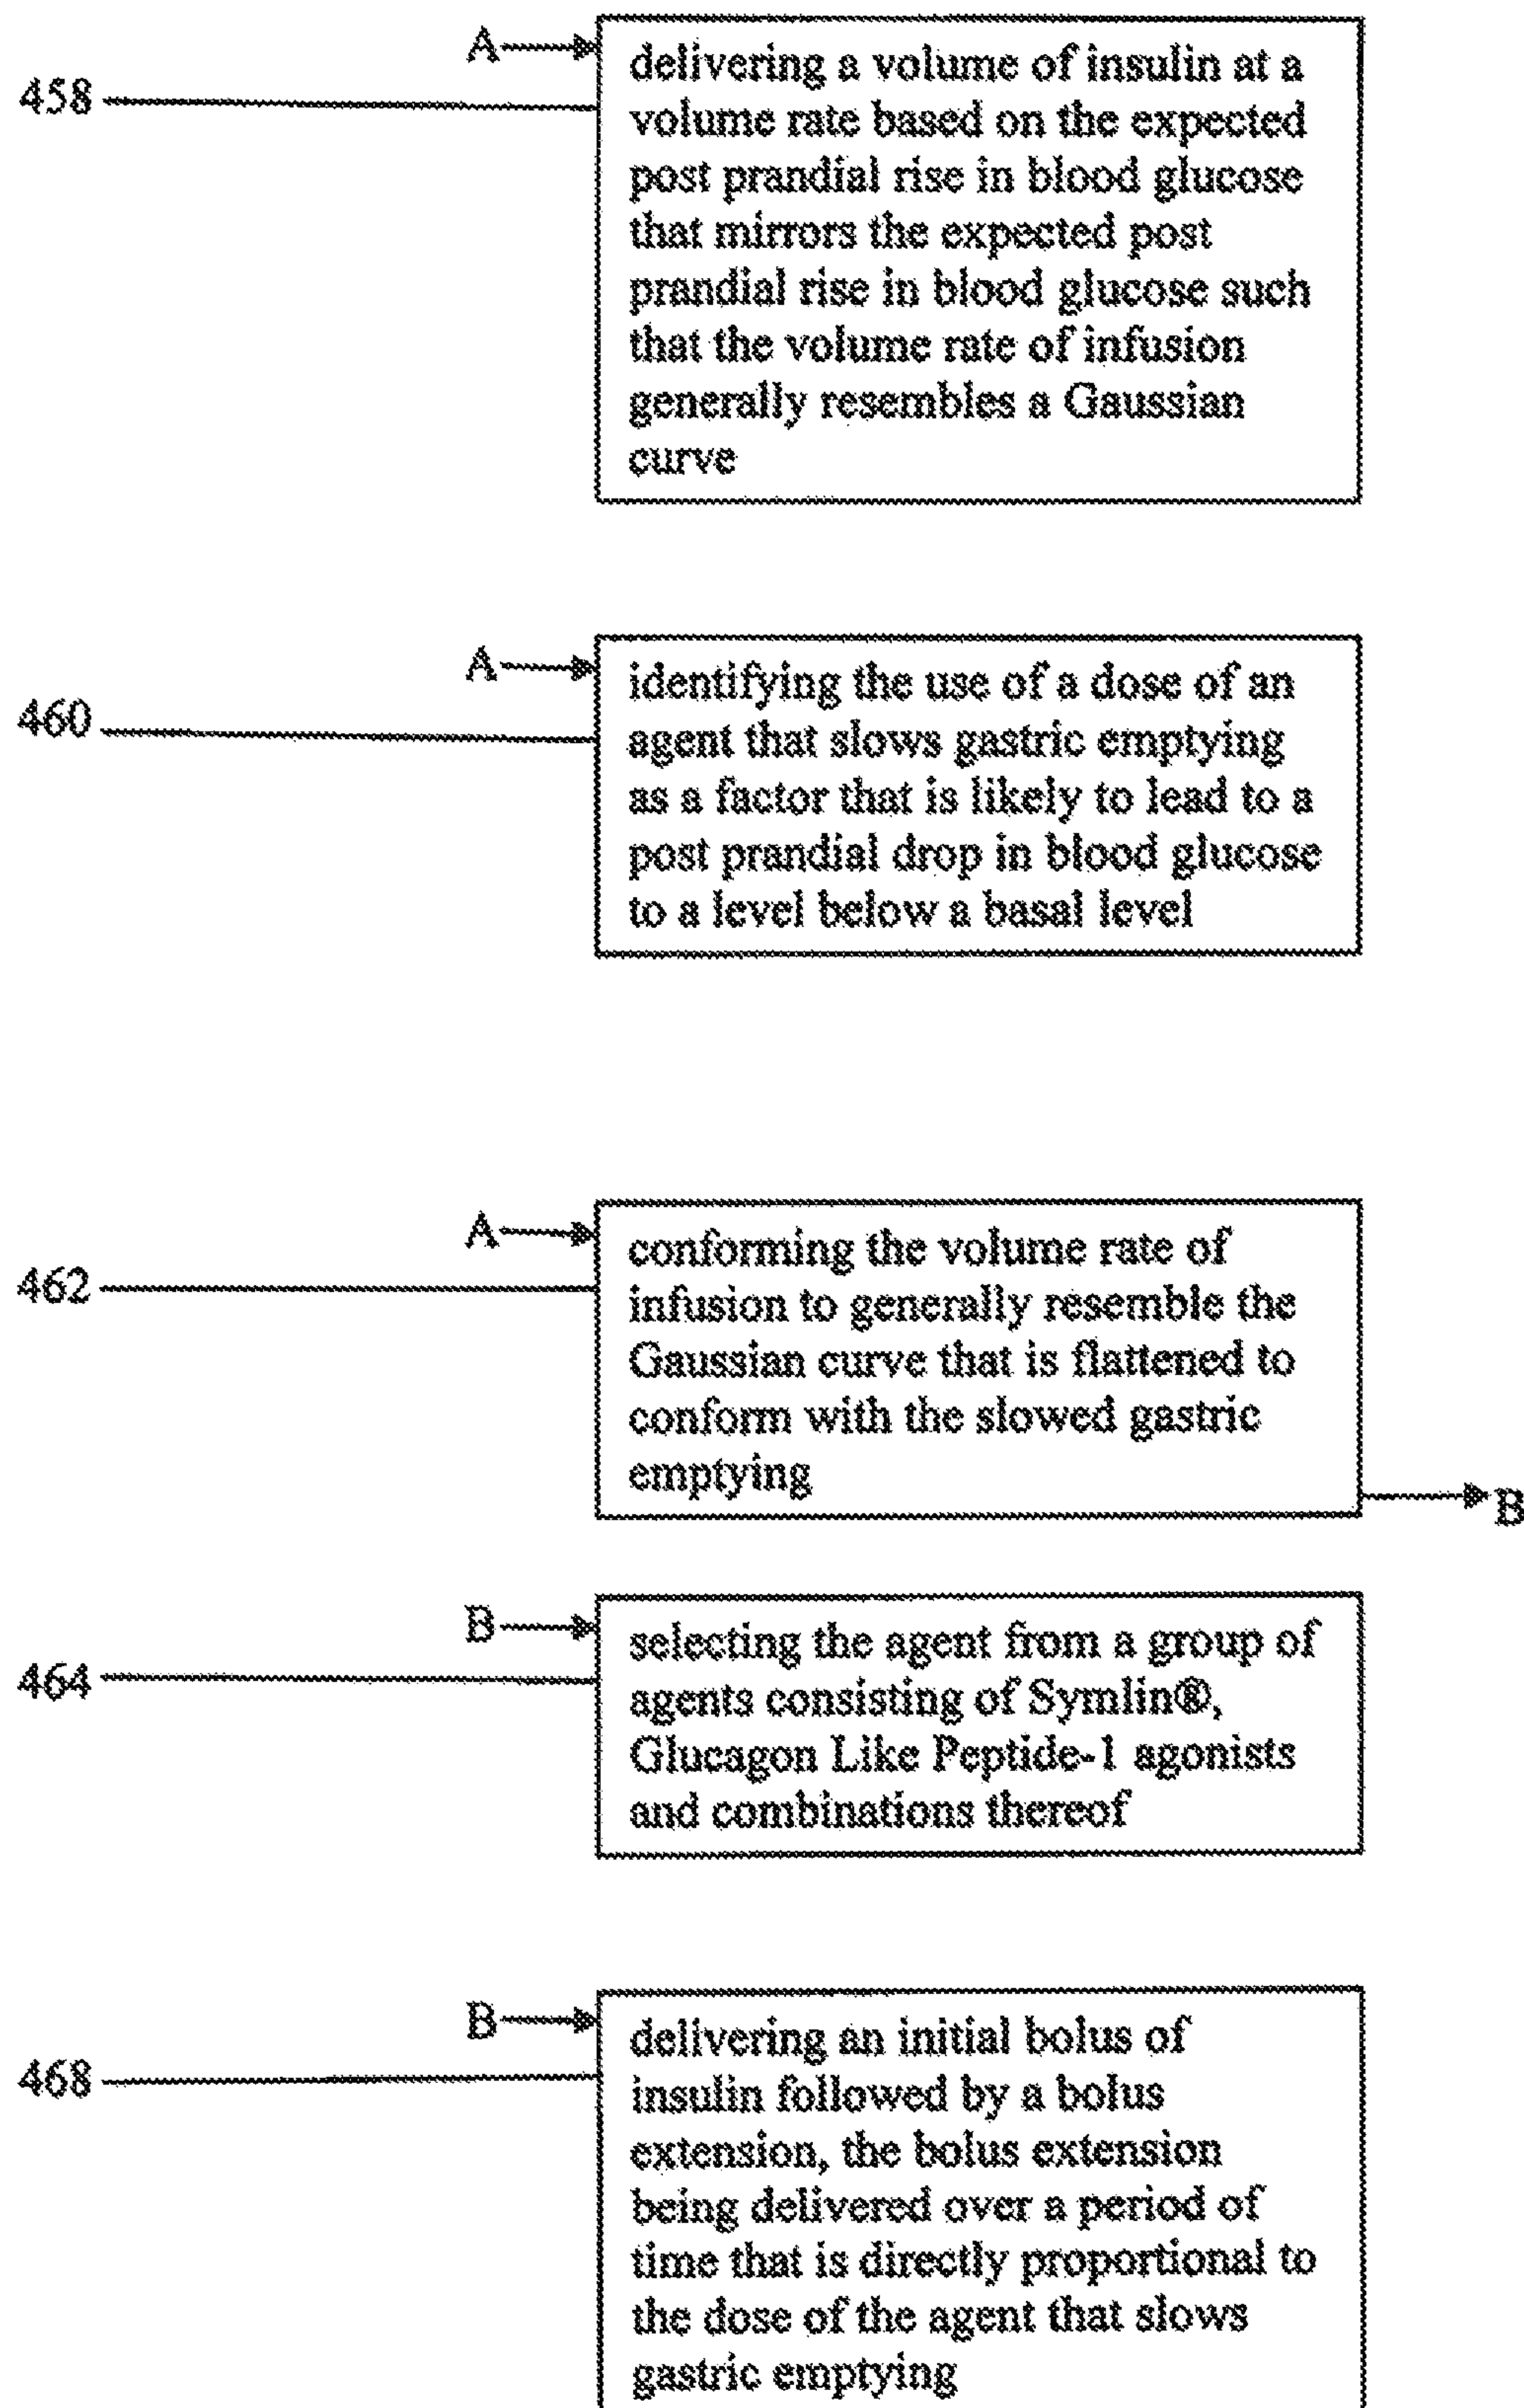 A
458
delivering a volume of insulin at a
volume rate based on the expected
post prandial rise in blood glucose
that mirrors the expected post
prandial rise in blood glucose such
that the volume rate of infusion
generally resembles a Gaussian
curve
A
460
identifying the use of a dose of an
agent that slows gastric emptying
as a factor that is likely to lead to a
post prandial drop in blood glucose
to a level below a basal level
A
462
conforming the volume rate of
infusion to generally resemble the
Gaussian curve that is flattened to
conform with the slowed gastric
emptying
B
B
464
selecting the agent from a group of
agents consisting of Symlin®,
Glucagon Like Peptide-1 agonists
and combinations thereof
B
468
delivering an initial bolus of
insulin followed by a bolus
extension, the bolus extension
being delivered over a period of
time that is directly proportional to
the dose of the agent that slows
gastric emptying